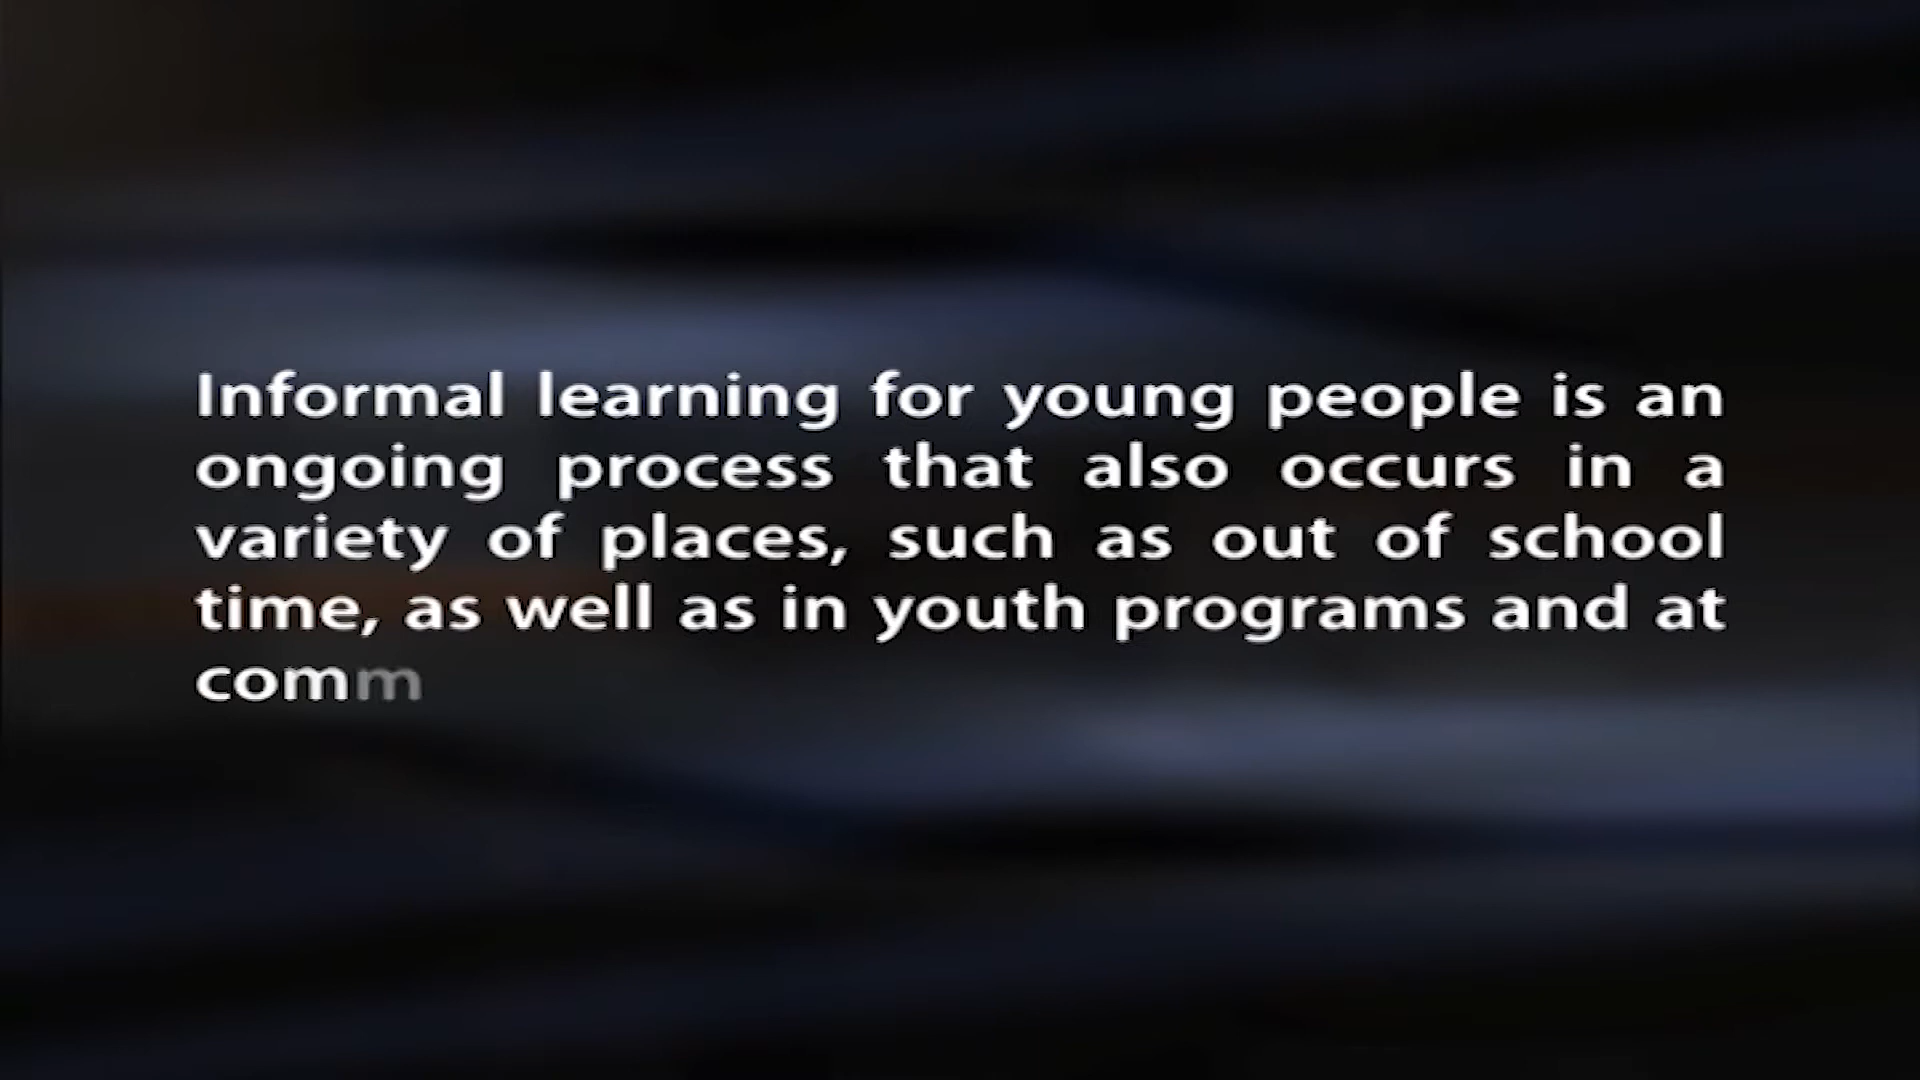 Informal learning for young people is an
ongoing process that also occurs in a
variety of places, such as out of school
time, as well as in youth programs and at
comm